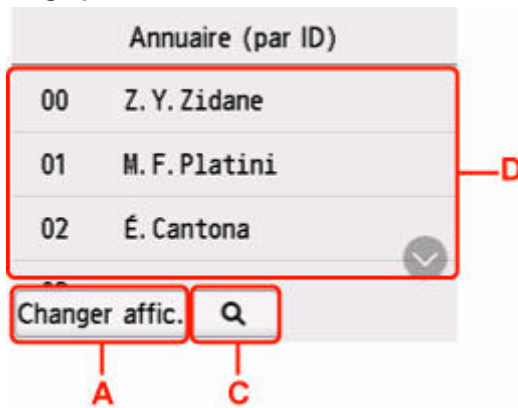 Annuaire (par ID)
00 Z.Y.Zidane
01 M.F.Platini
D
02 É.Cantona
Changer affic.
A C